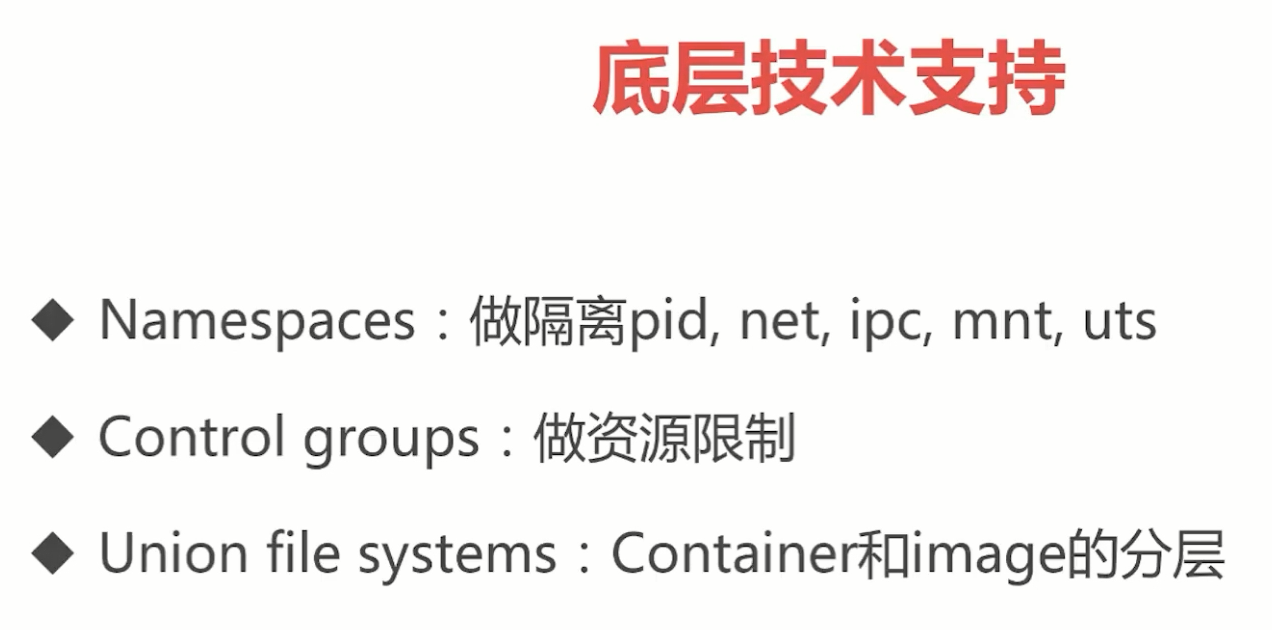 底层技术支持
◆ Namespaces：做隔离pid, net, ipc, mnt, uts
◆ Control groups：做资源限制
◆ Union file systems：Container和image的分层